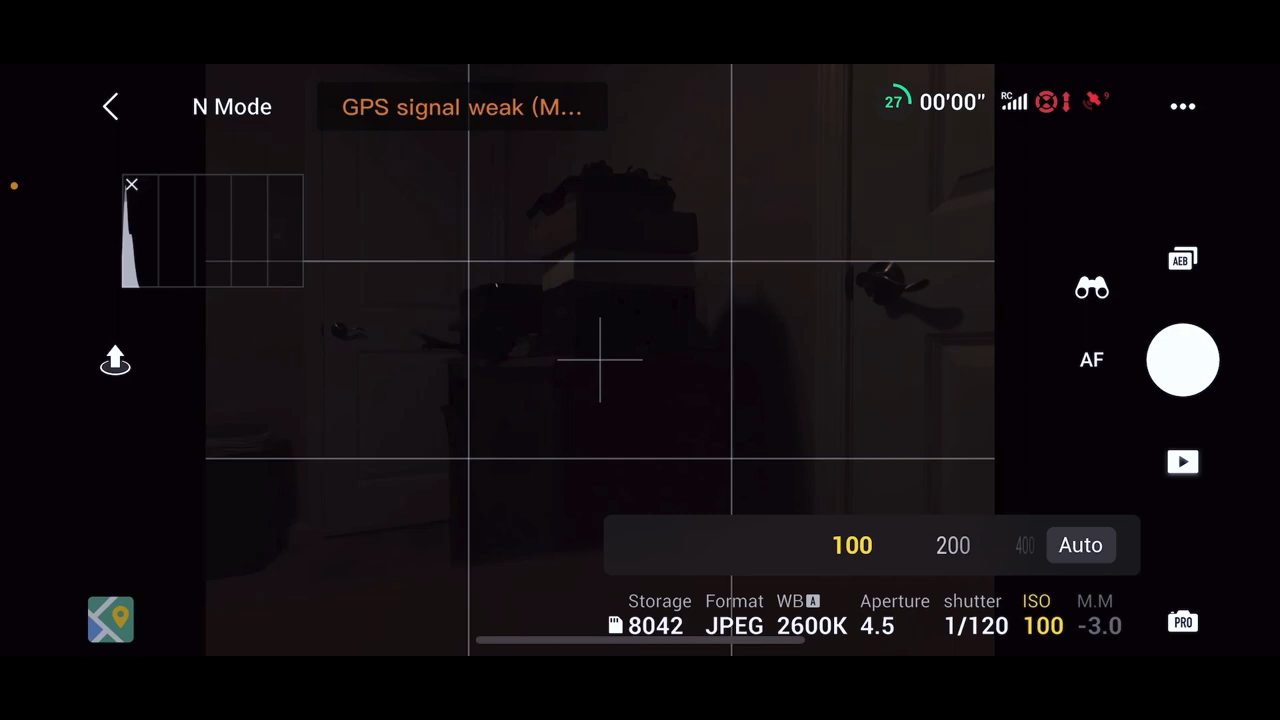 N Mode
GPS signal weak (M...
27 00'00" RC 9
AEB
AF
100 200 400 Auto
Storage Format WB A Aperture shutter ISO M.M
8042 JPEG 2600K 4.5 1/120 100 -3.0
PRO